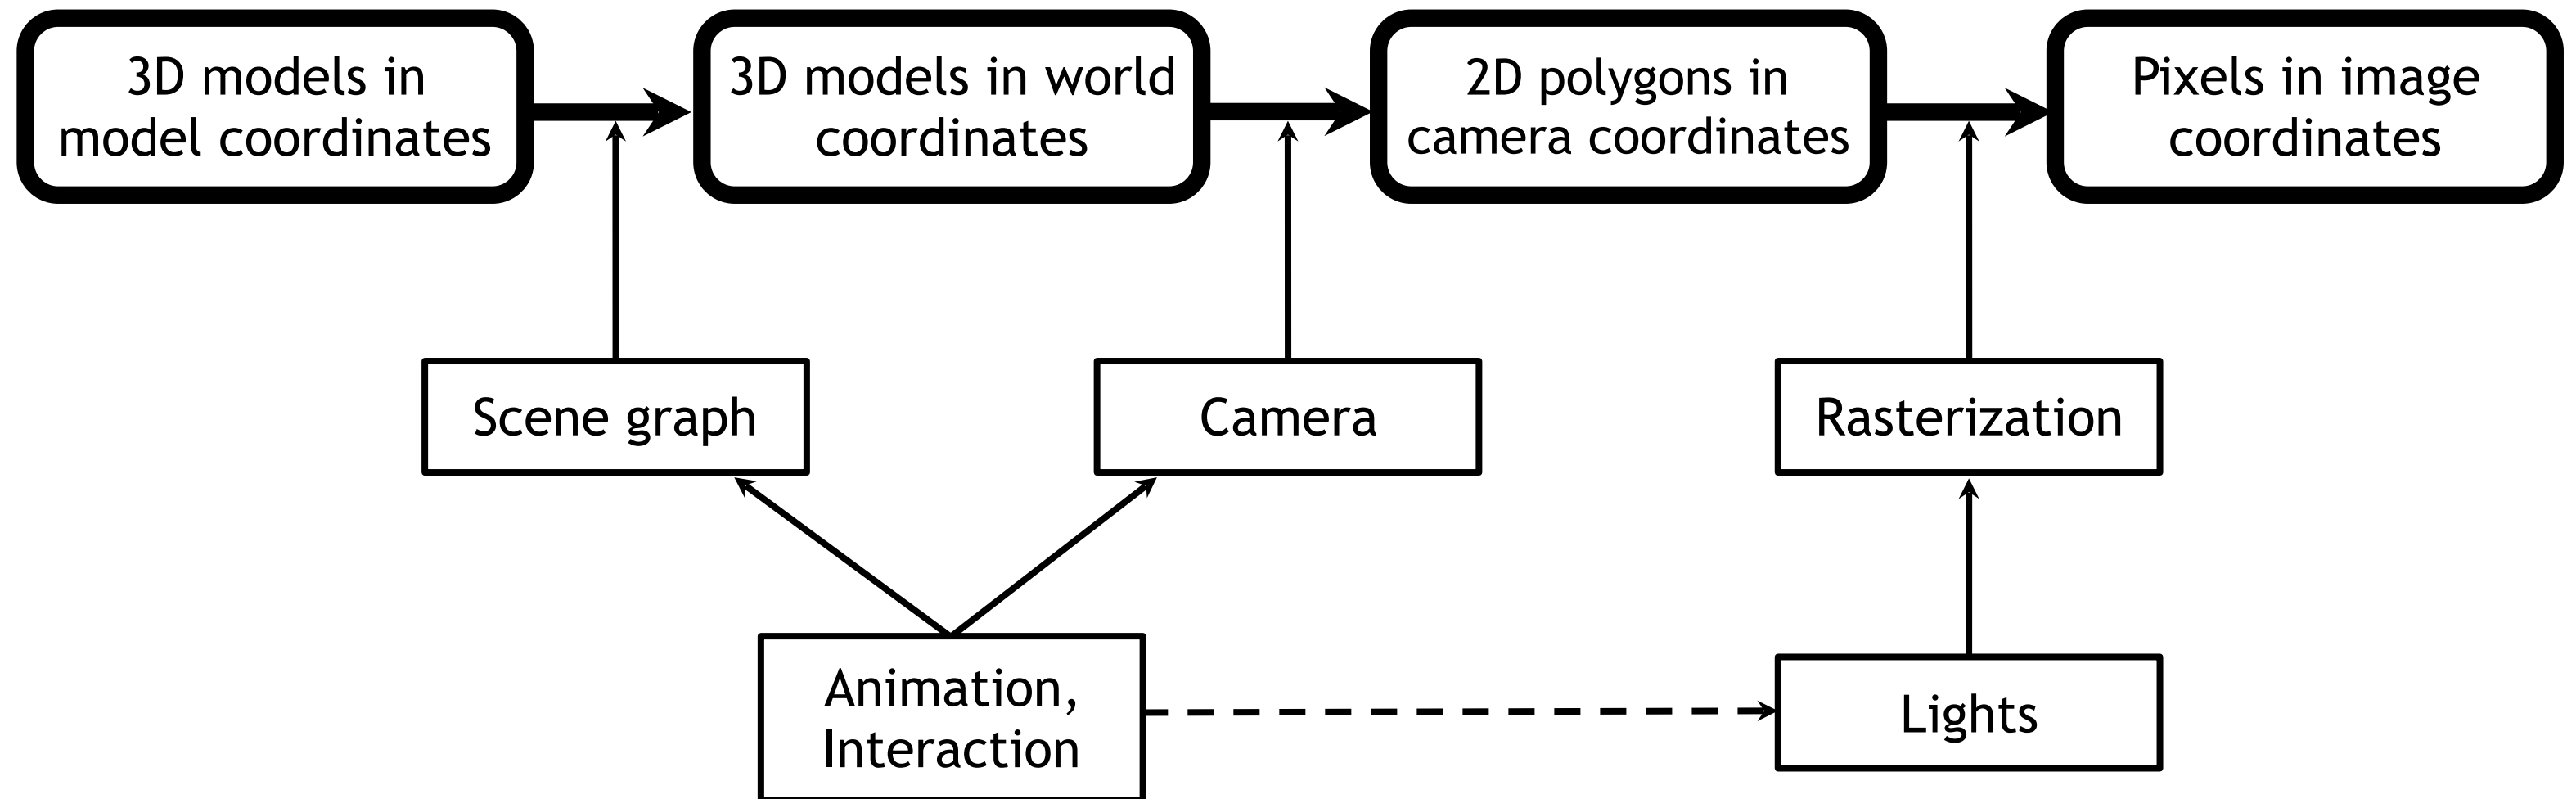 3D models in
model coordinates
3D models in world
coordinates
2D polygons in
camera coordinates
Pixels in image
coordinates
Scene graph
Camera
Rasterization
Animation,
Interaction
Lights